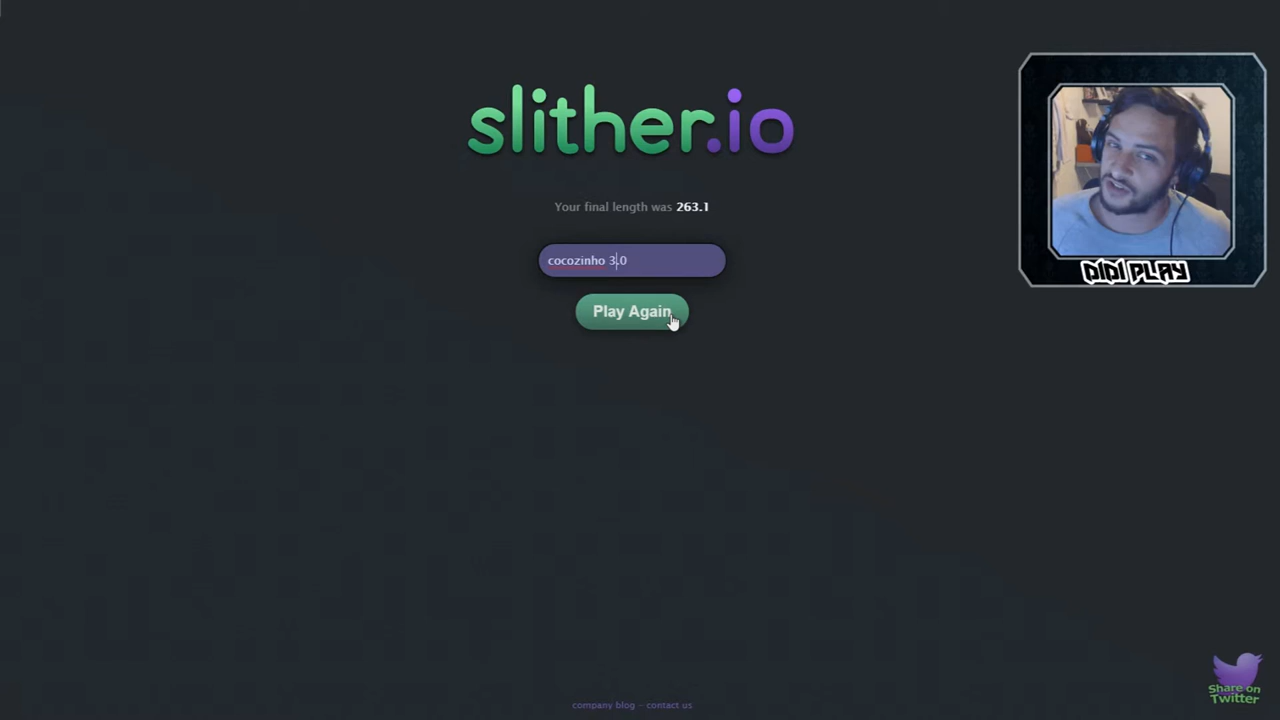 slither.io
Your final length was 263.1
cocozinho 3.0
Play Again
DIDI PLAY
Share on
Twitter
company blog - contact us